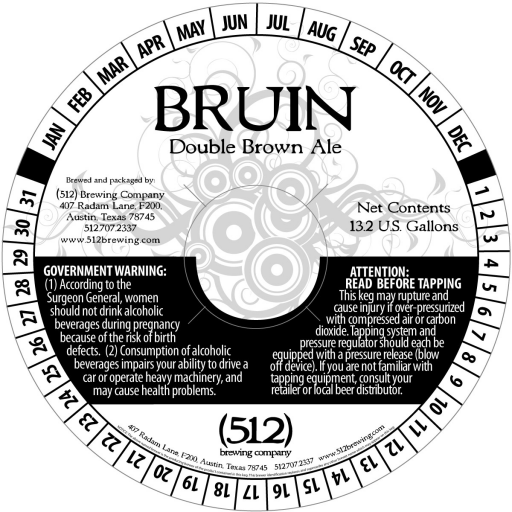 JAN
FEB
MAR
APR
MAY
JUN
JUL
AUG
SEP
OCT
NOV
DEC
BRUIN
Double Brown Ale
Brewed and packaged by:
(512) Brewing Company
407 Radam Lane, F200,
Austin, Texas 78745
512.707.2337
www.512brewing.com
Net Contents
13.2 U.S. Gallons
GOVERNMENT WARNING:
(1) According to the
Surgeon General, women
should not drink alcoholic
beverages during pregnancy
because of the risk of birth
defects. (2) Consumption of alcoholic
beverages impairs your ability to drive a
car or operate heavy machinery, and
may cause health problems.
ATTENTION:
READ BEFORE TAPPING
This keg may rupture and
cause injury if over-pressurized
with compressed air or carbon
dioxide. Tapping system and
pressure regulator should each be
equipped with a pressure release (blow
off device). If you are not familiar with
tapping equipment, consult your
retailer or local beer distributor.
(512)
brewing company
407 Radam Lane, F200, Austin, Texas 78745 512.707.2337 www.512brewing.com
1
2
3
4
5
6
7
8
9
10
11
12
13
14
15
16
17
18
19
20
21
22
23
24
25
26
27
28
29
30
31